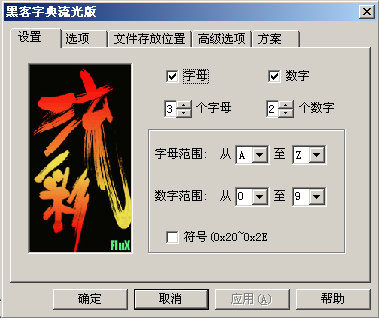 黑客字典流光版
设置 选项 文件存放位置 高级选项 方案
流彩
FluX
字母 数字
3 个字母 2 个数字
字母范围: 从 A 至 Z
数字范围: 从 0 至 9
符号(0x20~0x2E
确定 取消 应用(A) 帮助